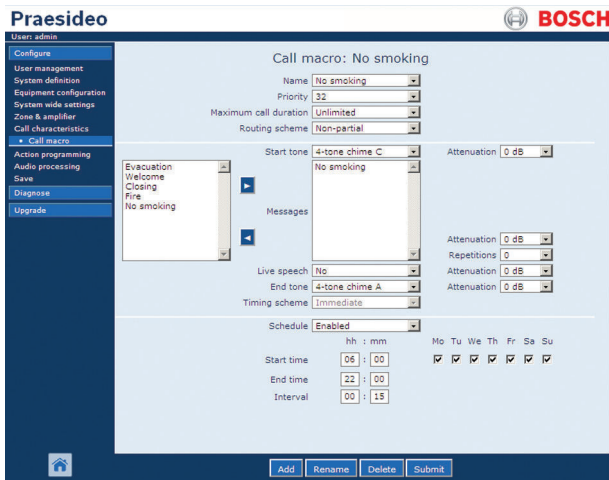 Praesideo
BOSCH
User: admin
Configure
User management
System definition
Equipment configuration
System wide settings
Zone & amplifier
Call characteristics
• Call macro
Action programming
Audio processing
Save
Diagnose
Upgrade
Call macro: No smoking
Name No smoking
Priority 32
Maximum call duration Unlimited
Routing scheme Non-partial
Start tone 4-tone chime C Attenuation 0 dB
Evacuation
Welcome
Closing
Fire
No smoking
Messages
No smoking
Attenuation 0 dB
Repetitions 0
Live speech No Attenuation 0 dB
End tone 4-tone chime A Attenuation 0 dB
Timing scheme Immediate
Schedule Enabled
hh : mm Mo Tu We Th Fr Sa Su
Start time 06 : 00
End time 22 : 00
Interval 00 : 15
Add Rename Delete Submit